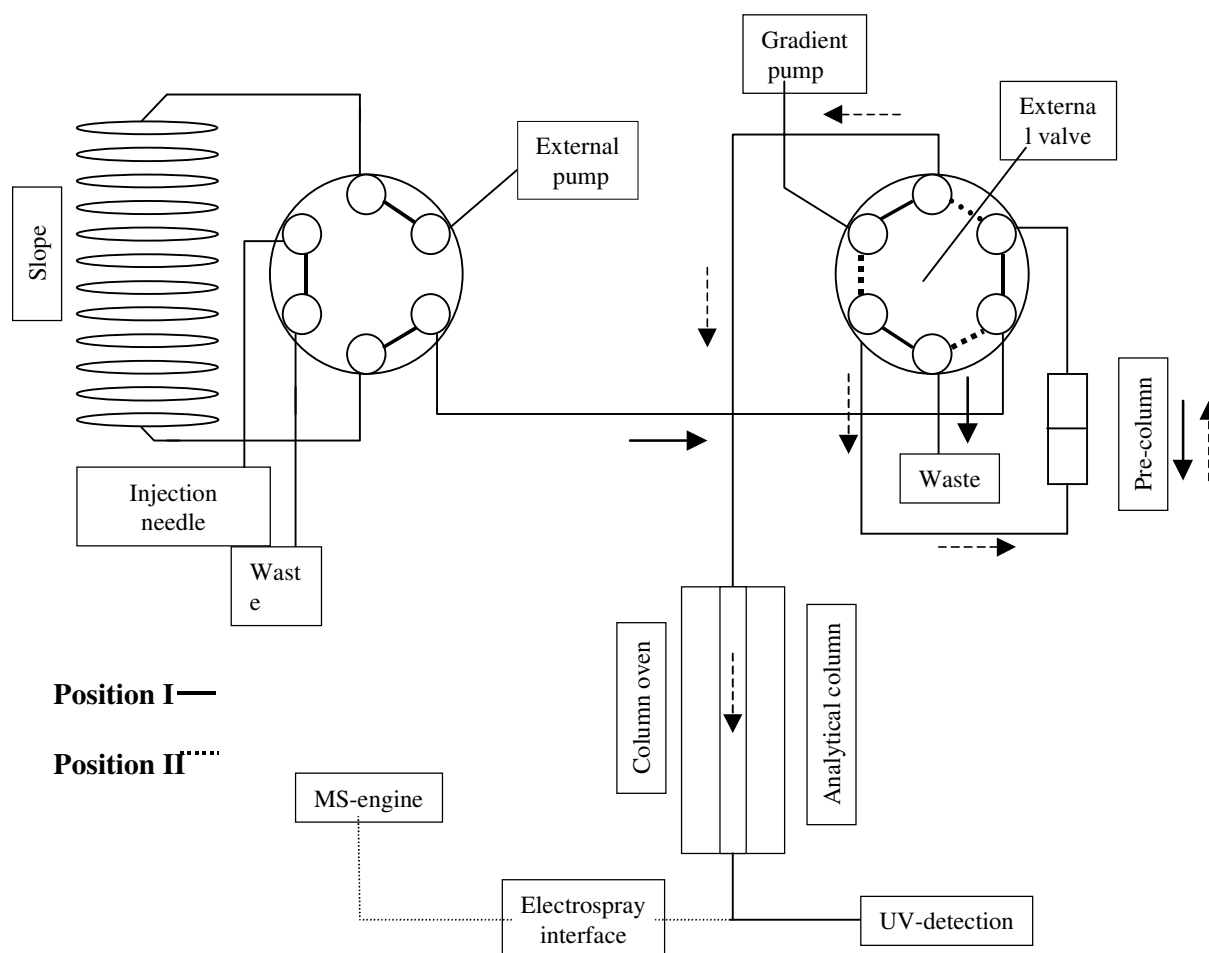 Gradient
pump
Externa
l valve
External
pump
Slope
Pre-column
Injection
needle
Waste
Wast
e
Column oven
Analytical column
Position I
Position II
MS-engine
Electrospray
interface
UV-detection